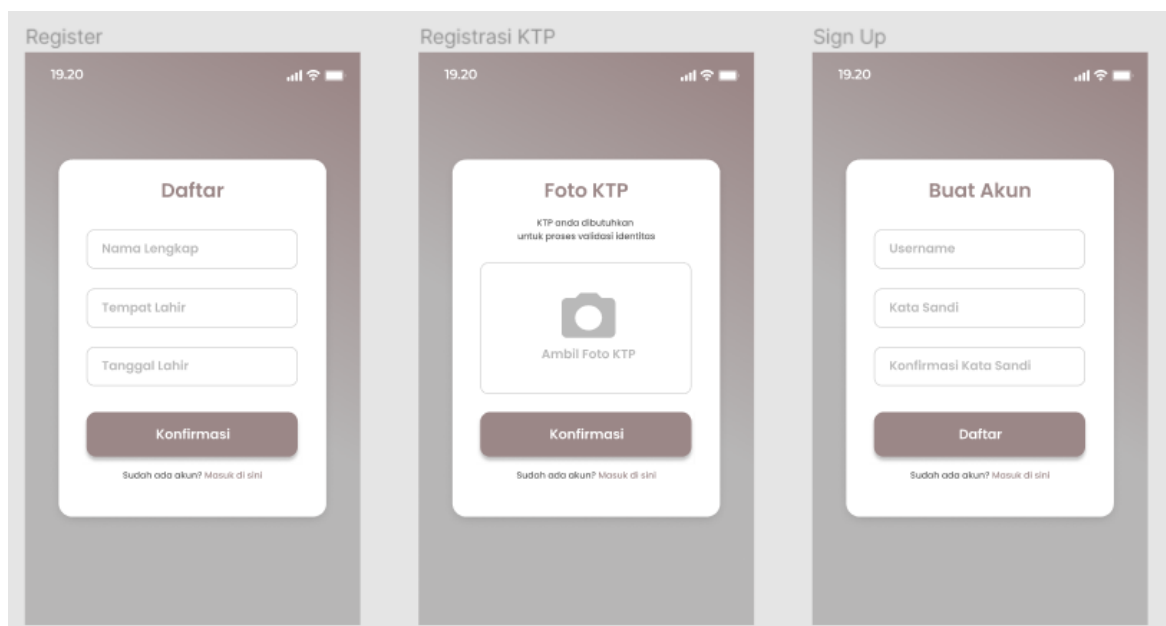 Register
19.20
Daftar
Nama Lengkap
Tempat Lahir
Tanggal Lahir
Konfirmasi
Sudah ada akun? Masuk di sini
Registrasi KTP
19.20
Foto KTP
KTP anda dibutuhkan
untuk proses validasi identitas
Ambil Foto KTP
Konfirmasi
Sudah ada akun? Masuk di sini
Sign Up
19.20
Buat Akun
Username
Kata Sandi
Konfirmasi Kata Sandi
Daftar
Sudah ada akun? Masuk di sini